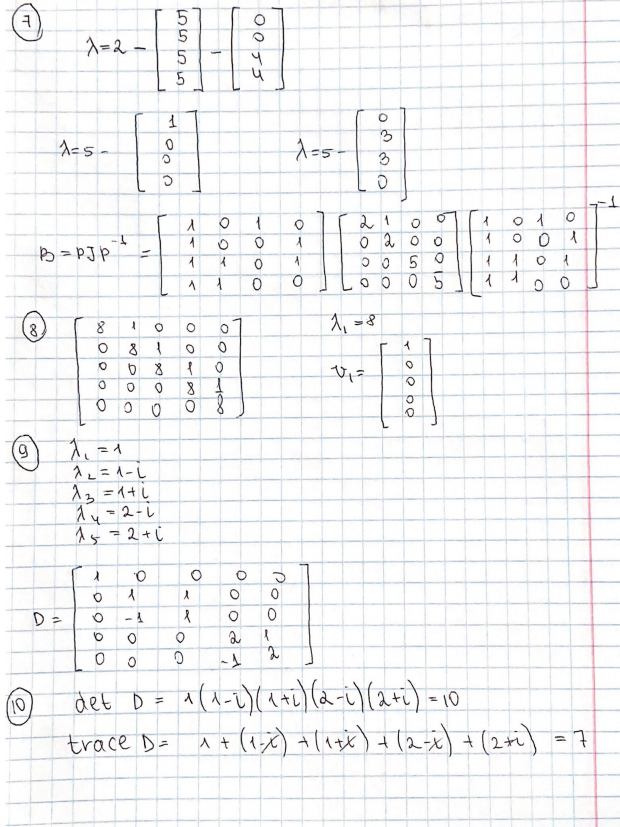 7
λ=2 – [5 5 5 5] – [0 0 4 4]
λ=5 – [1 0 0 0] λ=5 – [0 3 3 0]
B = PJP⁻¹ = [1 0 1 0 [2 1 0 0 [1 0 1 0
1 0 0 1 0 2 0 0 1 0 0 1
1 1 0 1 0 0 5 0 1 1 0 1
1 1 0 0] 0 0 0 5] 1 1 0 0]⁻¹
8
[8 1 0 0 0
0 8 1 0 0
0 0 8 1 0
0 0 0 8 1
0 0 0 0 8]
λ₁ = 8
v₁ = [1 0 0 0 0]
9
λ₁ = 1
λ₂ = 1-i
λ₃ = 1+i
λ₄ = 2-i
λ₅ = 2+i
D = [1 0 0 0 0
0 1 1 0 0
0 -1 1 0 0
0 0 0 2 1
0 0 0 -1 2]
10
det D = 1(1-i)(1+i)(2-i)(2+i) = 10
trace D = 1 + (1-i) + (1+i) + (2-i) + (2+i) = 7